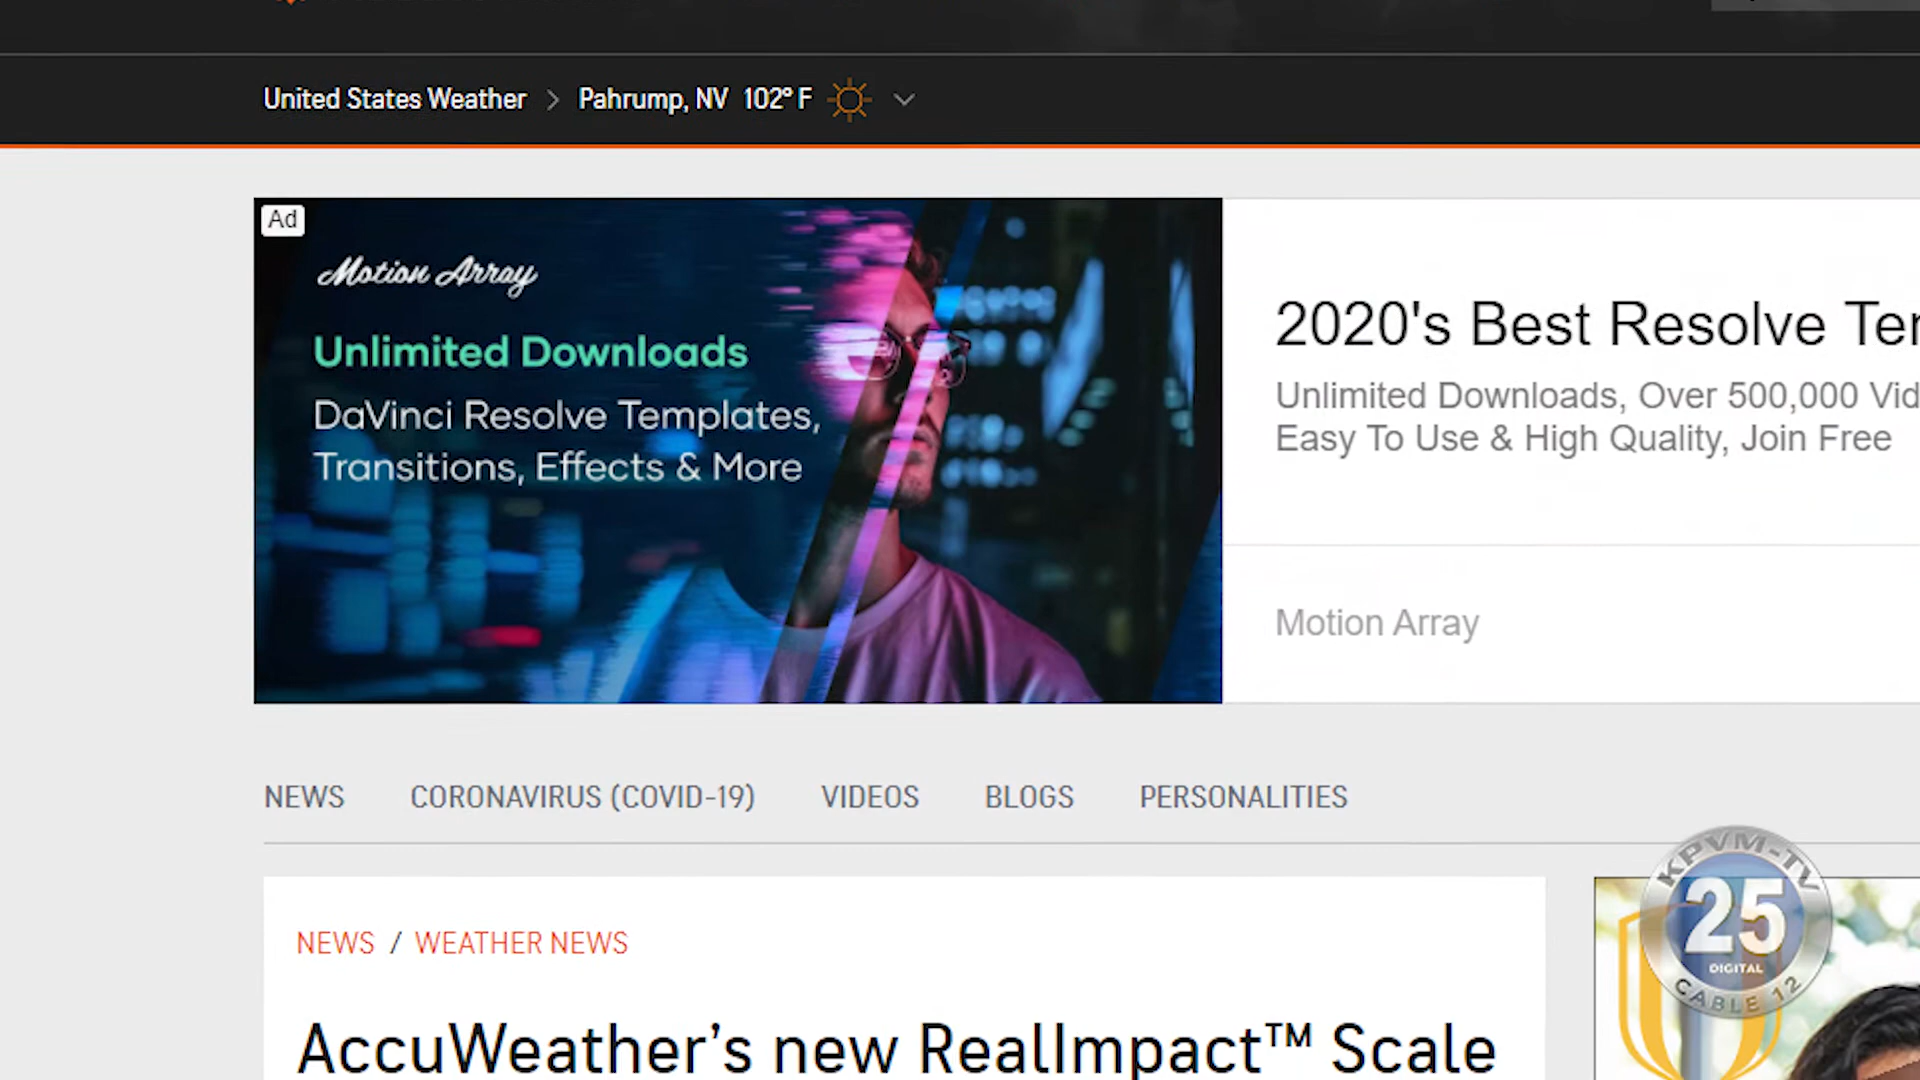 United States Weather > Pahrump, NV 102° F
Ad
Motion Array
Unlimited Downloads
DaVinci Resolve Templates,
Transitions, Effects & More
2020's Best Resolve
Unlimited Downloads, Over 500,000
Easy To Use & High Quality, Join Free
Motion Array
NEWS CORONAVIRUS (COVID-19) VIDEOS BLOGS PERSONALITIES
NEWS / WEATHER NEWS
AccuWeather's new RealImpact™ Scale
KPVM-TV
25
DIGITAL
CABLE 12